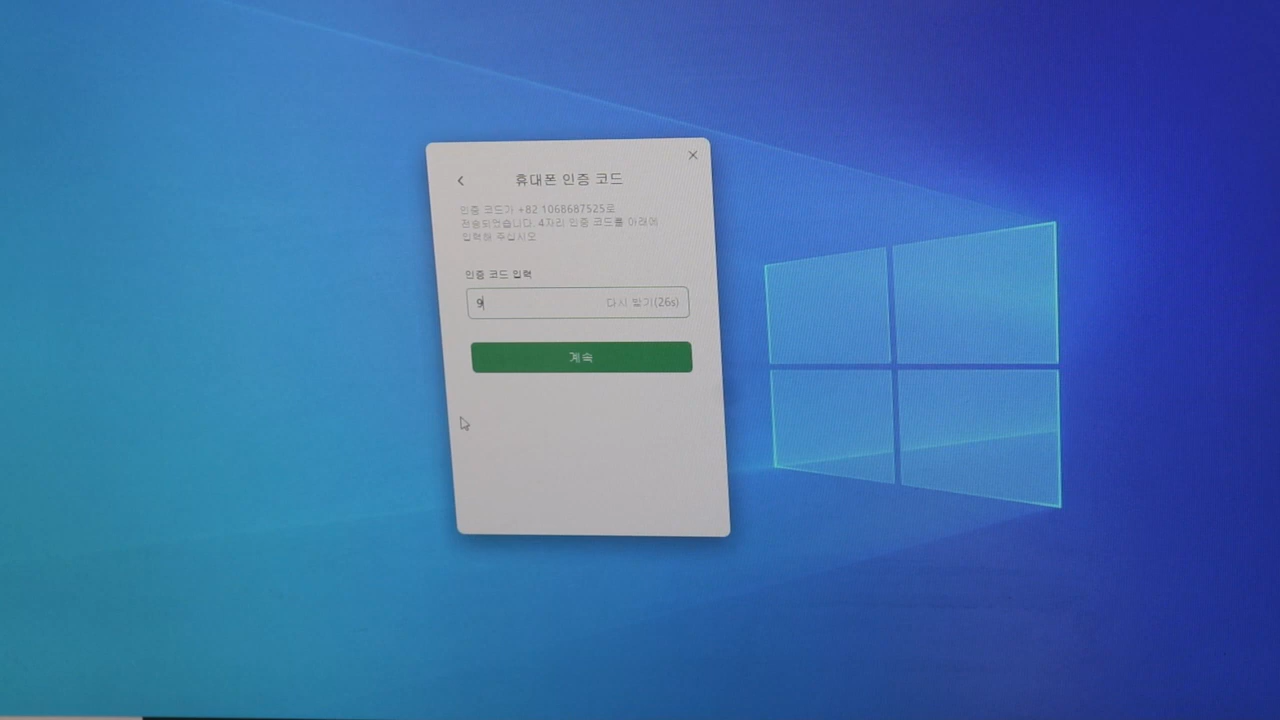 휴대폰 인증 코드
인증 코드가 +82 1068687525로
전송되었습니다. 4자리 인증 코드를 아래에
입력해 주십시오
인증 코드 입력
9
다시 받기(26s)
계속